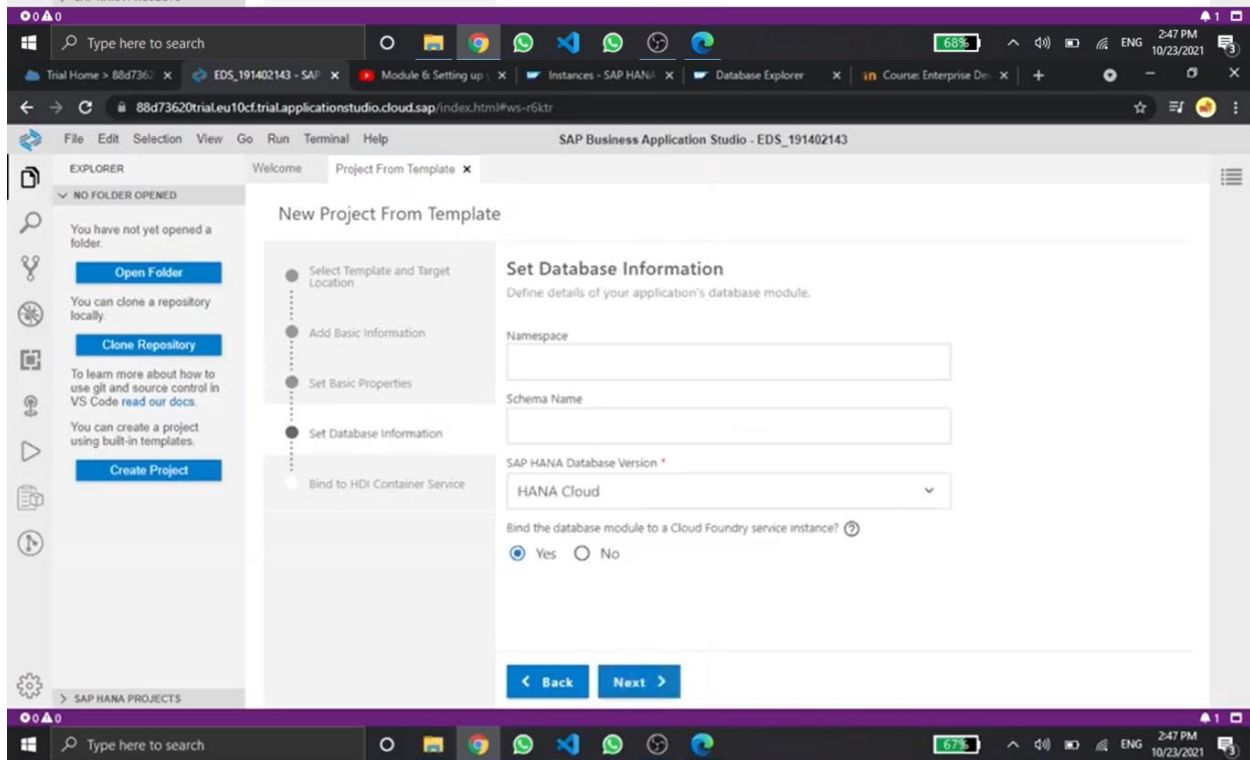 0 0
1
Type here to search
68%
ENG
2:47 PM
10/23/2021
3
Trial Home > 88d7362
EDS_191402143 - SAP
Module 6: Setting up
Instances - SAP HANA
Database Explorer
Course: Enterprise De
88d73620trial.eu10cf.trial.applicationstudio.cloud.sap/index.html#ws-r6ktr
File Edit Selection View Go Run Terminal Help
SAP Business Application Studio - EDS_191402143
EXPLORER
NO FOLDER OPENED
You have not yet opened a
folder.
Open Folder
You can clone a repository
locally.
Clone Repository
To learn more about how to
use git and source control in
VS Code read our docs.
You can create a project
using built-in templates.
Create Project
SAP HANA PROJECTS
Welcome
Project From Template
New Project From Template
Select Template and Target
Location
Add Basic Information
Set Basic Properties
Set Database Information
Bind to HDI Container Service
Set Database Information
Define details of your application's database module.
Namespace
Schema Name
SAP HANA Database Version *
HANA Cloud
Bind the database module to a Cloud Foundry service instance?
Yes No
Back
Next
0 0
1
Type here to search
67%
ENG
2:47 PM
10/23/2021
3